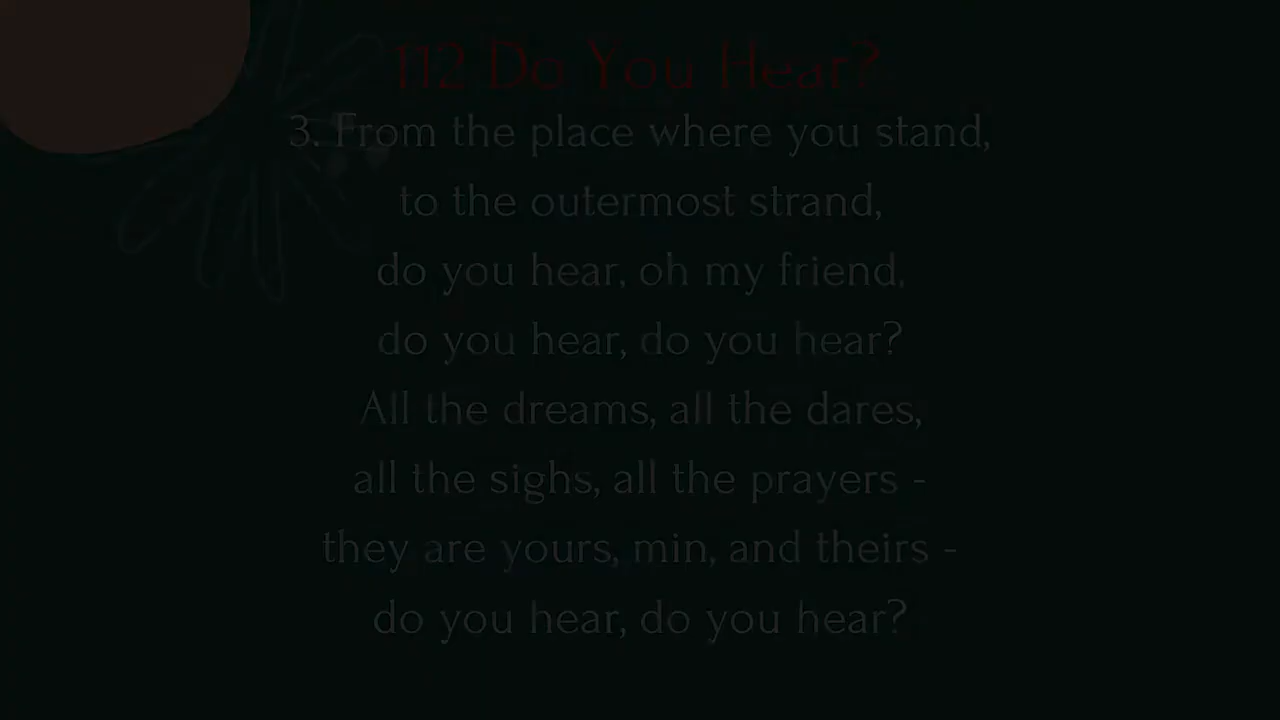 112 Do You Hear?
3. From the place where you stand,
to the outermost strand,
do you hear, oh my friend,
do you hear, do you hear?
All the dreams, all the dares,
all the sighs, all the prayers -
they are yours, min, and theirs -
do you hear, do you hear?